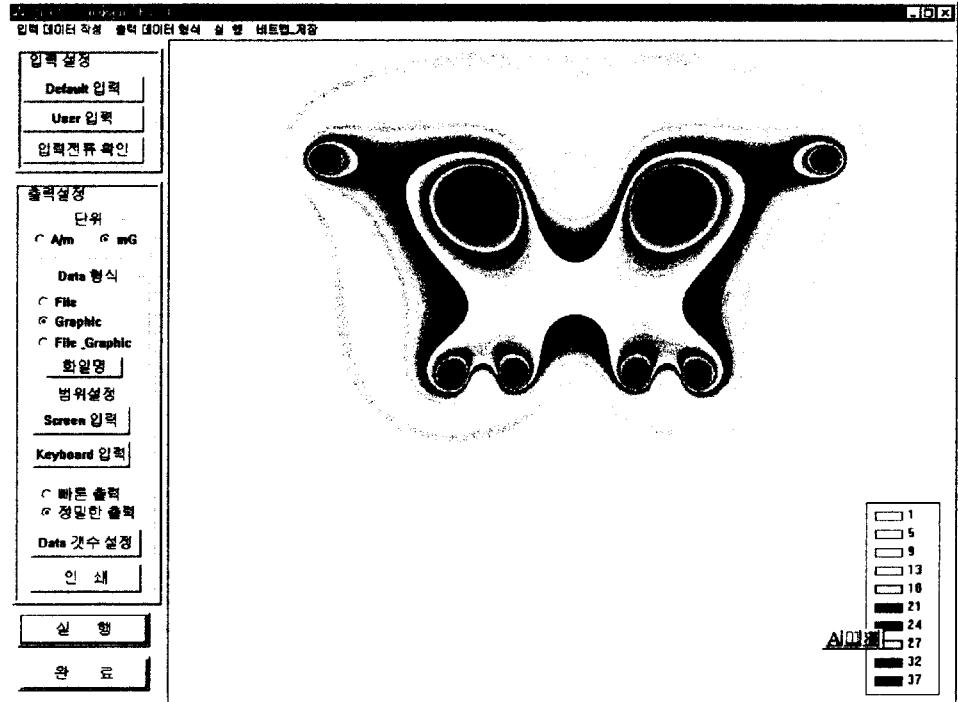 입력 데이터 작성 출력 데이터 형식 실 행 비트맵_저장
입력 설정
Default 입력
User 입력
입력전류 확인
출력설정
단위
A/m mG
Data 형식
File
Graphic
File_Graphic
화일명
범위설정
Screen 입력
Keyboard 입력
빠른 출력
정밀한 출력
Data 갯수 설정
인 쇄
실 행
완 료
1
5
9
13
16
21
24
27
32
37